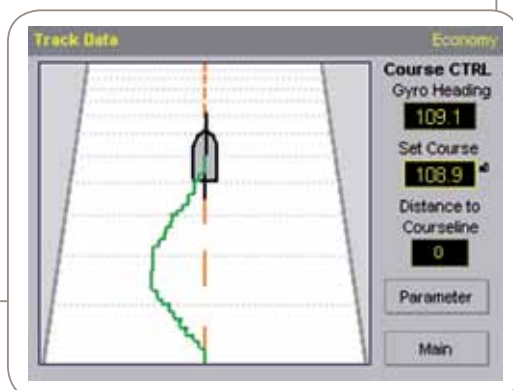 Track Data
Economy
Course CTRL
Gyro Heading
109.1
Set Course
108.9
Distance to
Courseline
0
Parameter
Main